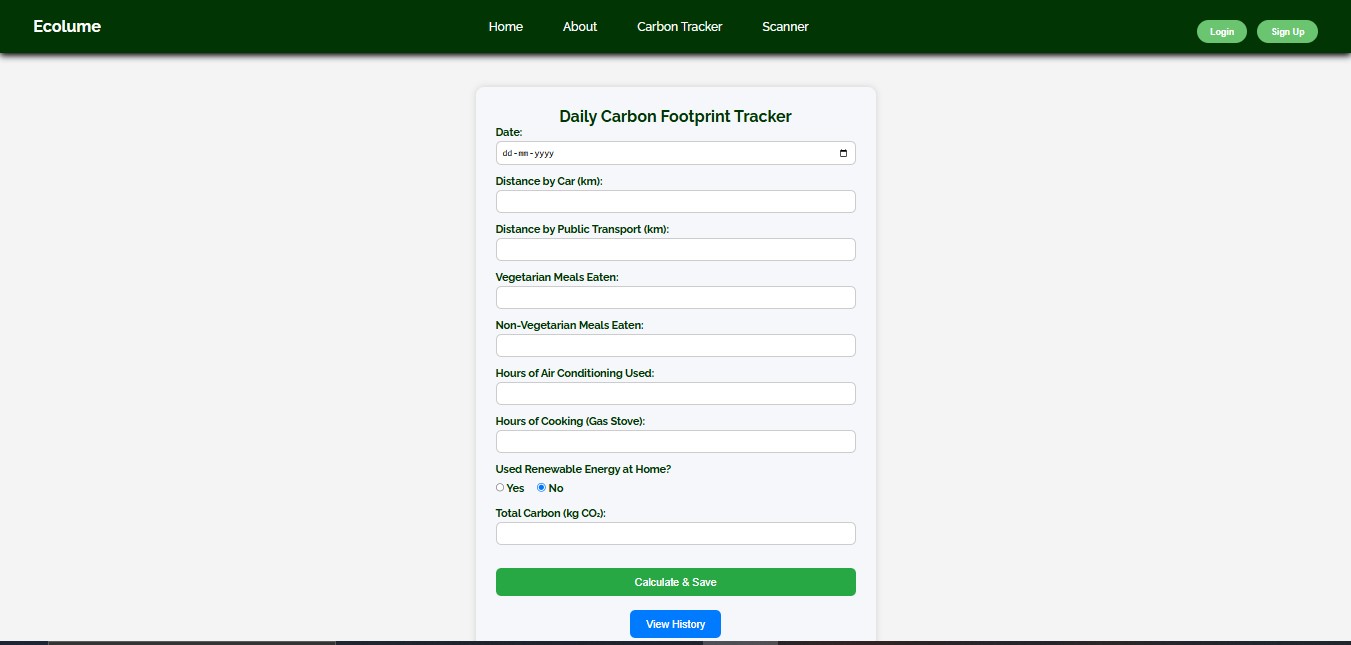 Ecolume
Home About Carbon Tracker Scanner
Login Sign Up
Daily Carbon Footprint Tracker
Date:
dd-mm-yyyy
Distance by Car (km):
Distance by Public Transport (km):
Vegetarian Meals Eaten:
Non-Vegetarian Meals Eaten:
Hours of Air Conditioning Used:
Hours of Cooking (Gas Stove):
Used Renewable Energy at Home?
Yes No
Total Carbon (kg CO₂):
Calculate & Save
View History